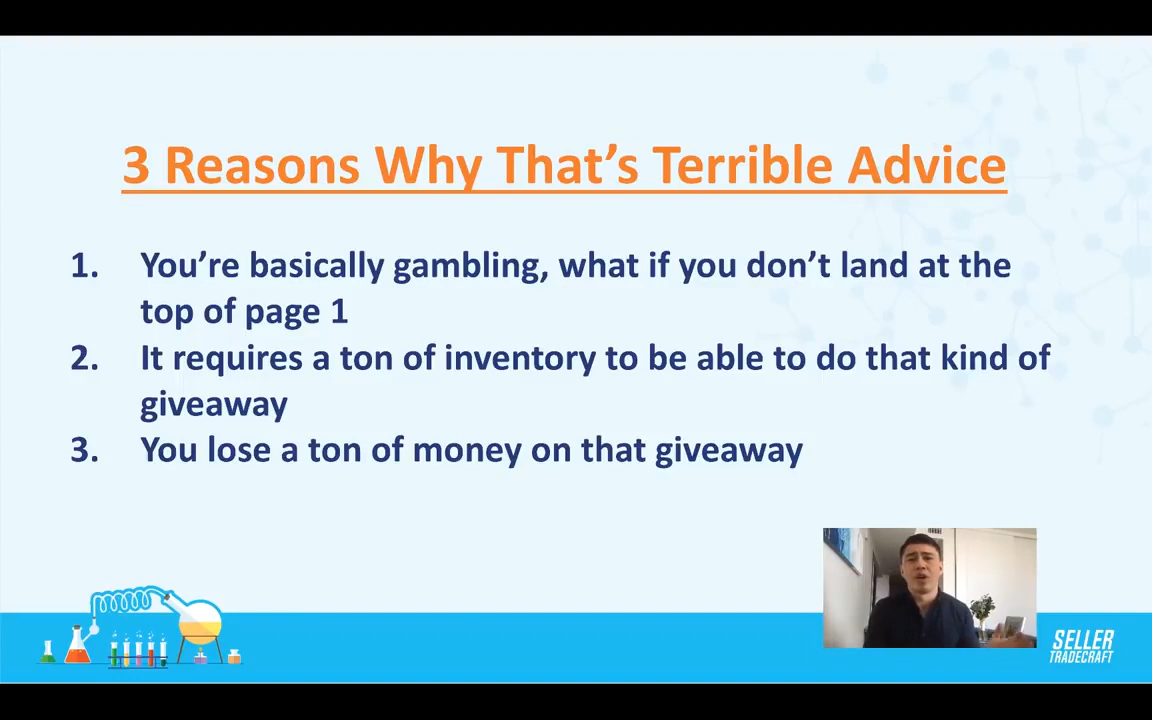 3 Reasons Why That’s Terrible Advice
1. You’re basically gambling, what if you don’t land at the
top of page 1
2. It requires a ton of inventory to be able to do that kind of
giveaway
3. You lose a ton of money on that giveaway
SELLER
TRADECRAFT